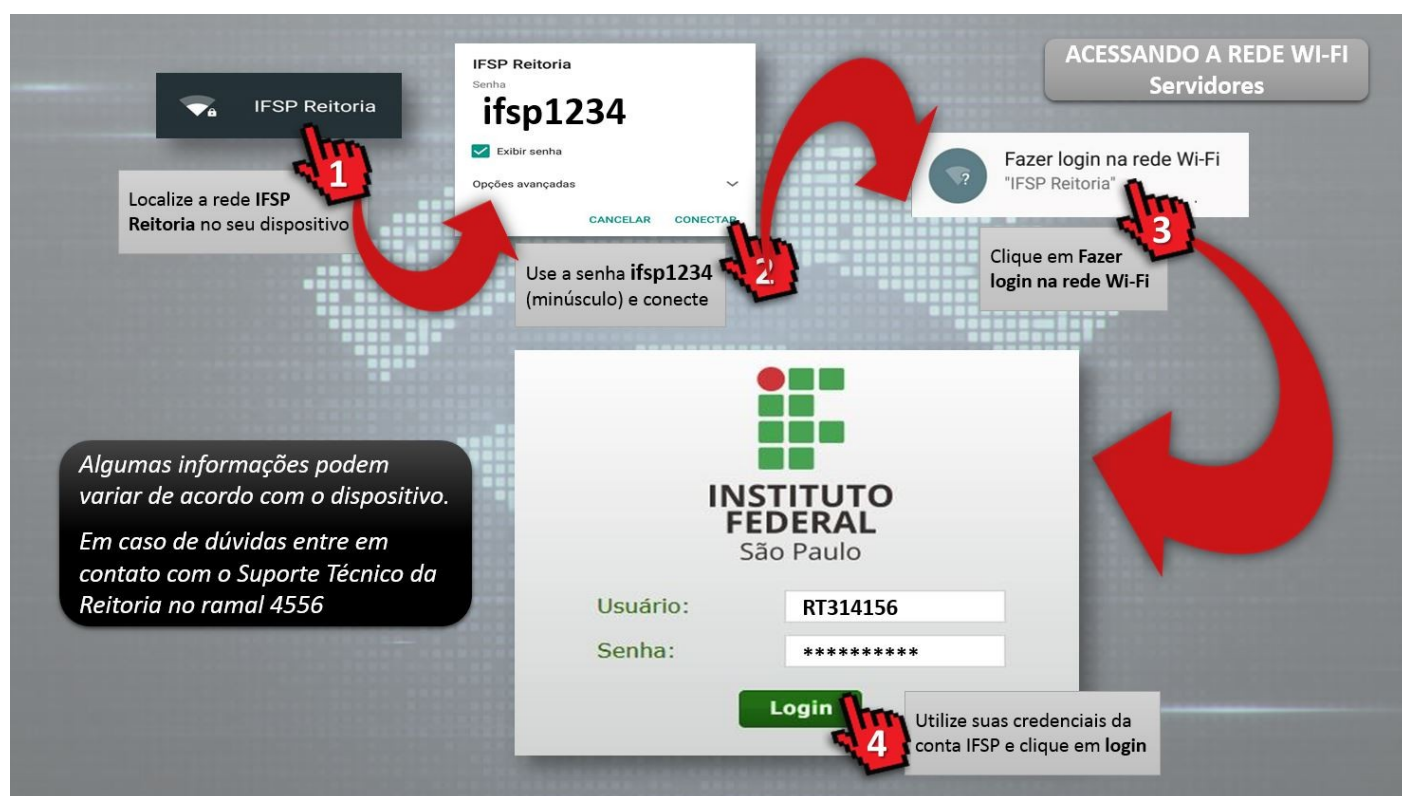 ACESSANDO A REDE WI-FI
Servidores
IFSP Reitoria
1
Localize a rede IFSP
Reitoria no seu dispositivo
IFSP Reitoria
Senha
ifsp1234
Exibir senha
Opções avançadas
CANCELAR CONECTAR
2
Use a senha ifsp1234
(minúsculo) e conecte
Fazer login na rede Wi-Fi
"IFSP Reitoria"
3
Clique em Fazer
login na rede Wi-Fi
INSTITUTO
FEDERAL
São Paulo
Usuário: RT314156
Senha: **********
Login
4
Utilize suas credenciais da
conta IFSP e clique em login
Algumas informações podem
variar de acordo com o dispositivo.
Em caso de dúvidas entre em
contato com o Suporte Técnico da
Reitoria no ramal 4556